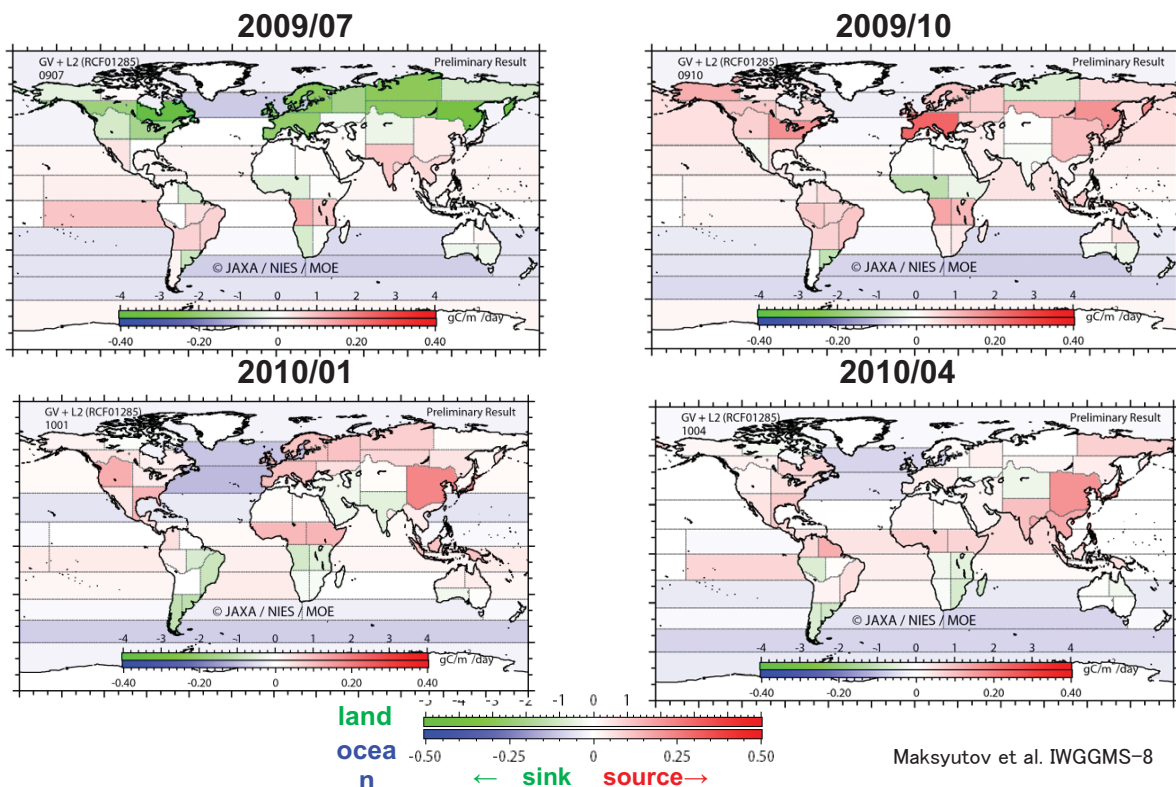 2009/07
GV + L2 (RCF01285)
Preliminary Result
0907
© JAXA / NIES / MOE
-4 -3 -2 -1 0 1 2 3 4
gC/m²/day
-0.40 -0.20 0 0.20 0.40
2009/10
GV + L2 (RCF01285)
Preliminary Result
0910
© JAXA / NIES / MOE
-4 -3 -2 -1 0 1 2 3 4
gC/m²/day
-0.40 -0.20 0 0.20 0.40
2010/01
GV + L2 (RCF01285)
Preliminary Result
1001
© JAXA / NIES / MOE
-4 -3 -2 -1 0 1 2 3 4
gC/m²/day
-0.40 -0.20 0 0.20 0.40
2010/04
GV + L2 (RCF01285)
Preliminary Result
1004
© JAXA / NIES / MOE
-4 -3 -2 -1 0 1 2 3 4
gC/m²/day
-0.40 -0.20 0 0.20 0.40
land
-5 -4 -3 -2 -1 0 1
ocea
n
-0.50 -0.25 0 0.25 0.50
← sink source→
Maksyutov et al. IWGGMS-8